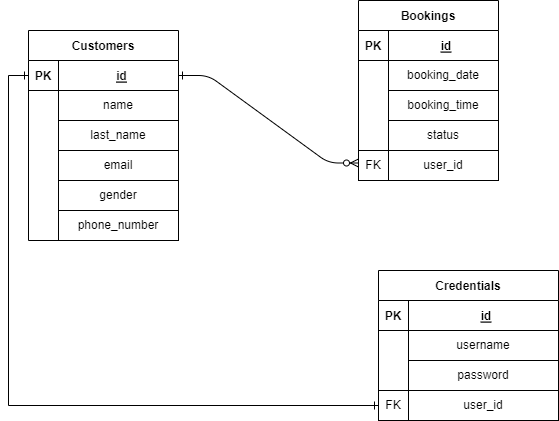 Customers
PK id
name
last_name
email
gender
phone_number
Bookings
PK id
booking_date
booking_time
status
FK user_id
Credentials
PK id
username
password
FK user_id